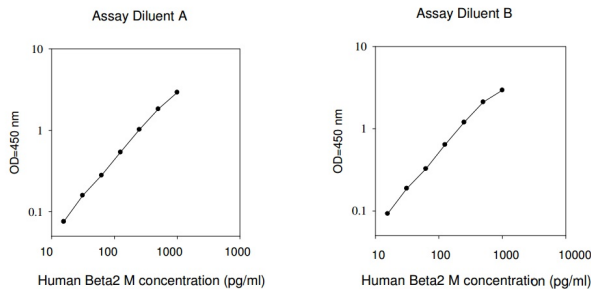 Assay Diluent A
10
1
0.1
OD=450 nm
10 100 1000 1000
Human Beta2 M concentration (pg/ml)
Assay Diluent B
10
1
0.1
OD=450 nm
10 100 1000 10000
Human Beta2 M concentration (pg/ml)